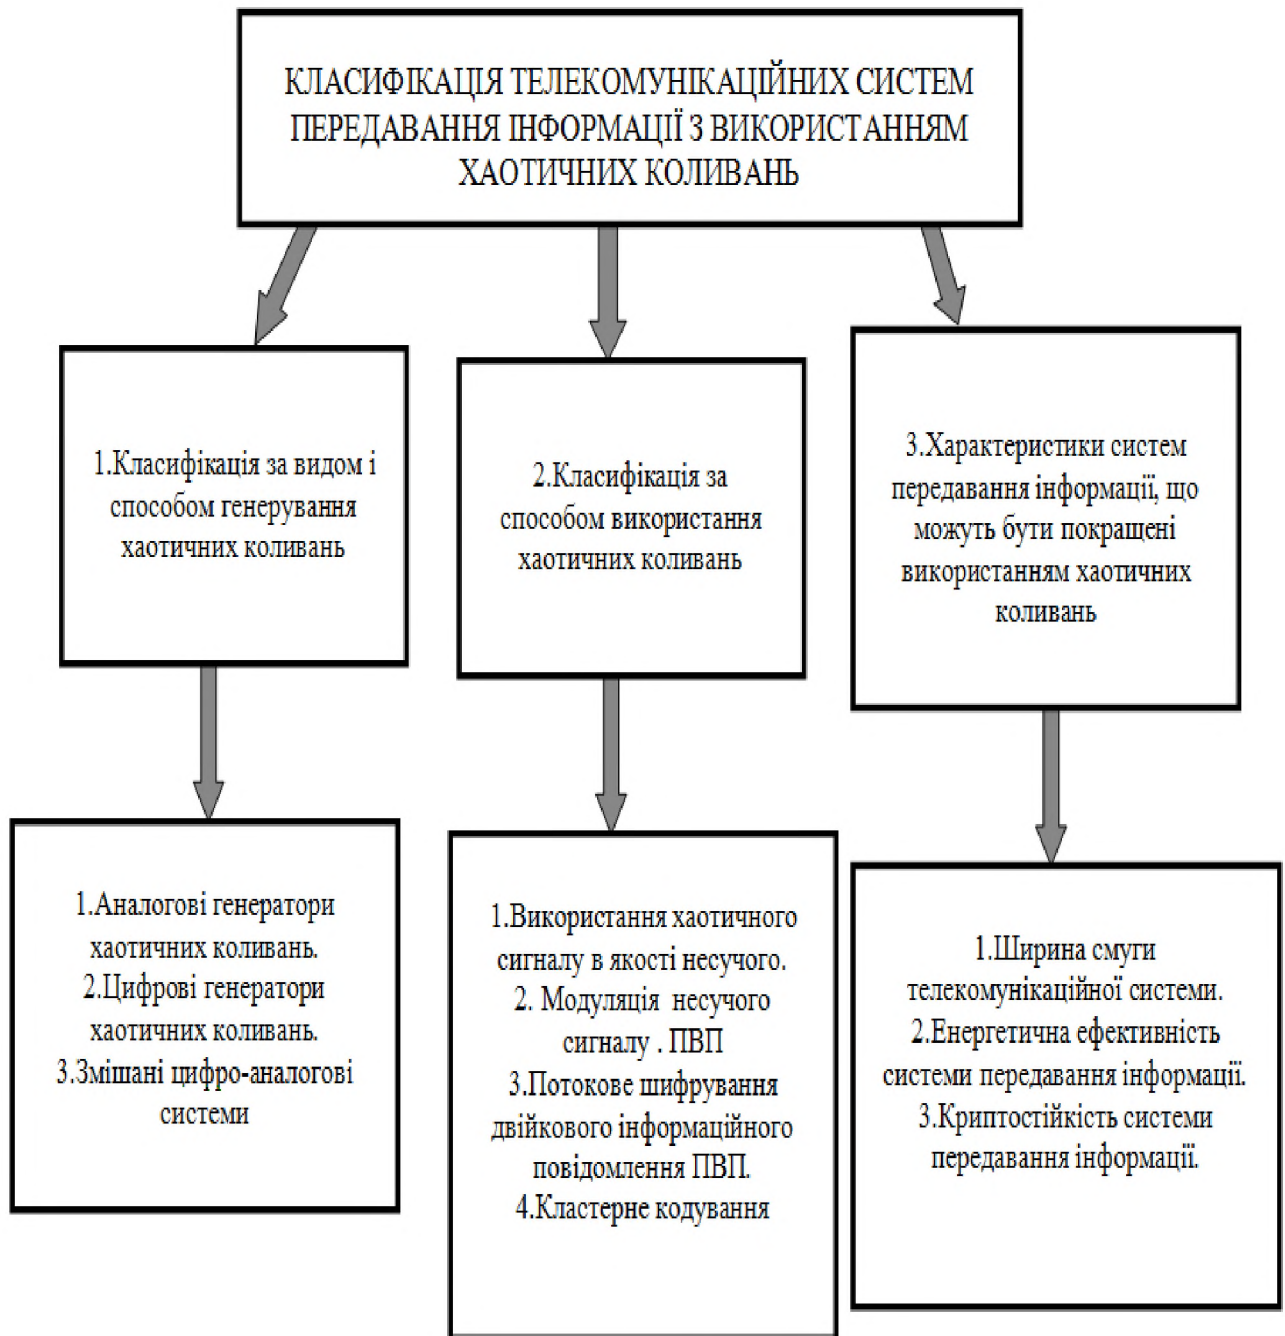 КЛАСИФІКАЦІЯ ТЕЛЕКОМУНІКАЦІЙНИХ СИСТЕМ
ПЕРЕДАВАННЯ ІНФОРМАЦІЇ З ВИКОРИСТАННЯМ
ХАОТИЧНИХ КОЛИВАНЬ
1.Класифікація за видом і
способом генерування
хаотичних коливань
2.Класифікація за
способом використання
хаотичних коливань
3.Характеристики систем
передавання інформації, що
можуть бути покращені
використанням хаотичних
коливань
1.Аналогові генератори
хаотичних коливань.
2.Цифрові генератори
хаотичних коливань.
3.Змішані цифро-аналогові
системи
1.Використання хаотичного
сигналу в якості несучого.
2. Модуляція несучого
сигналу . ПВП
3.Потокове шифрування
двійкового інформаційного
повідомлення ПВП.
4.Кластерне кодування
1.Ширина смуги
телекомунікаційної системи.
2.Енергетична ефективність
системи передавання інформації.
3.Криптостійкість системи
передавання інформації.